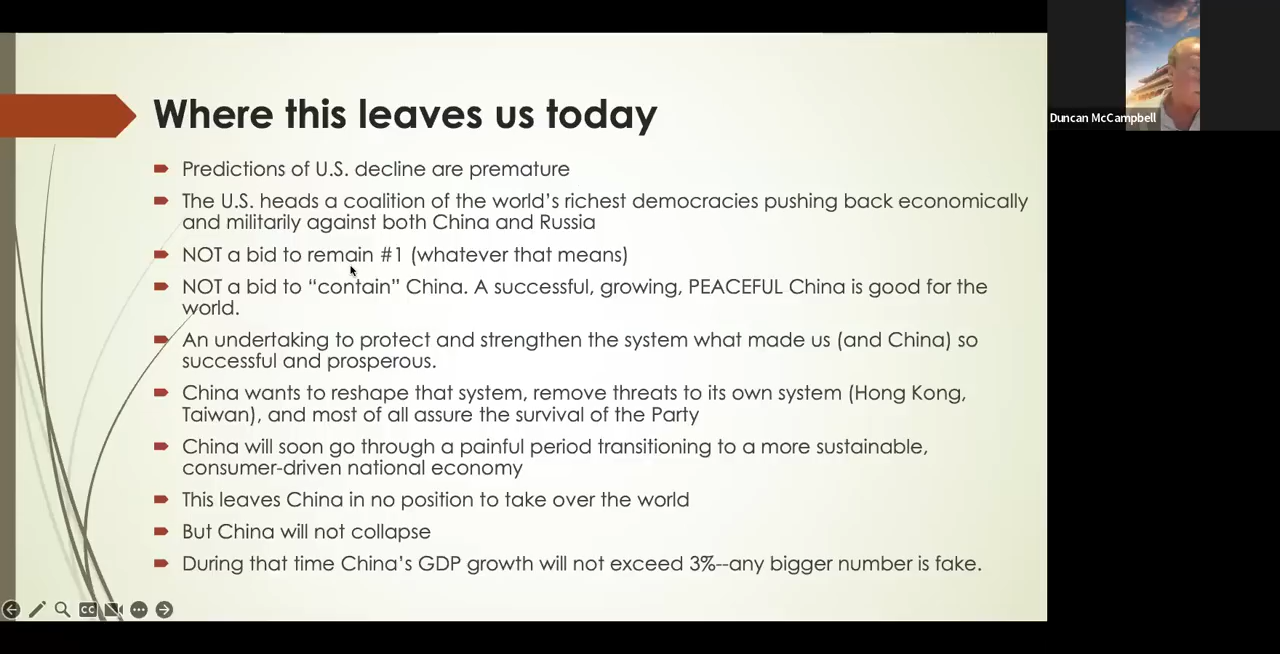 Where this leaves us today
Predictions of U.S. decline are premature
The U.S. heads a coalition of the world's richest democracies pushing back economically
and militarily against both China and Russia
NOT a bid to remain #1 (whatever that means)
NOT a bid to "contain" China. A successful, growing, PEACEFUL China is good for the
world.
An undertaking to protect and strengthen the system what made us (and China) so
successful and prosperous.
China wants to reshape that system, remove threats to its own system (Hong Kong,
Taiwan), and most of all assure the survival of the Party
China will soon go through a painful period transitioning to a more sustainable,
consumer-driven national economy
This leaves China in no position to take over the world
But China will not collapse
During that time China's GDP growth will not exceed 3%--any bigger number is fake.
CC
Duncan McCampbell